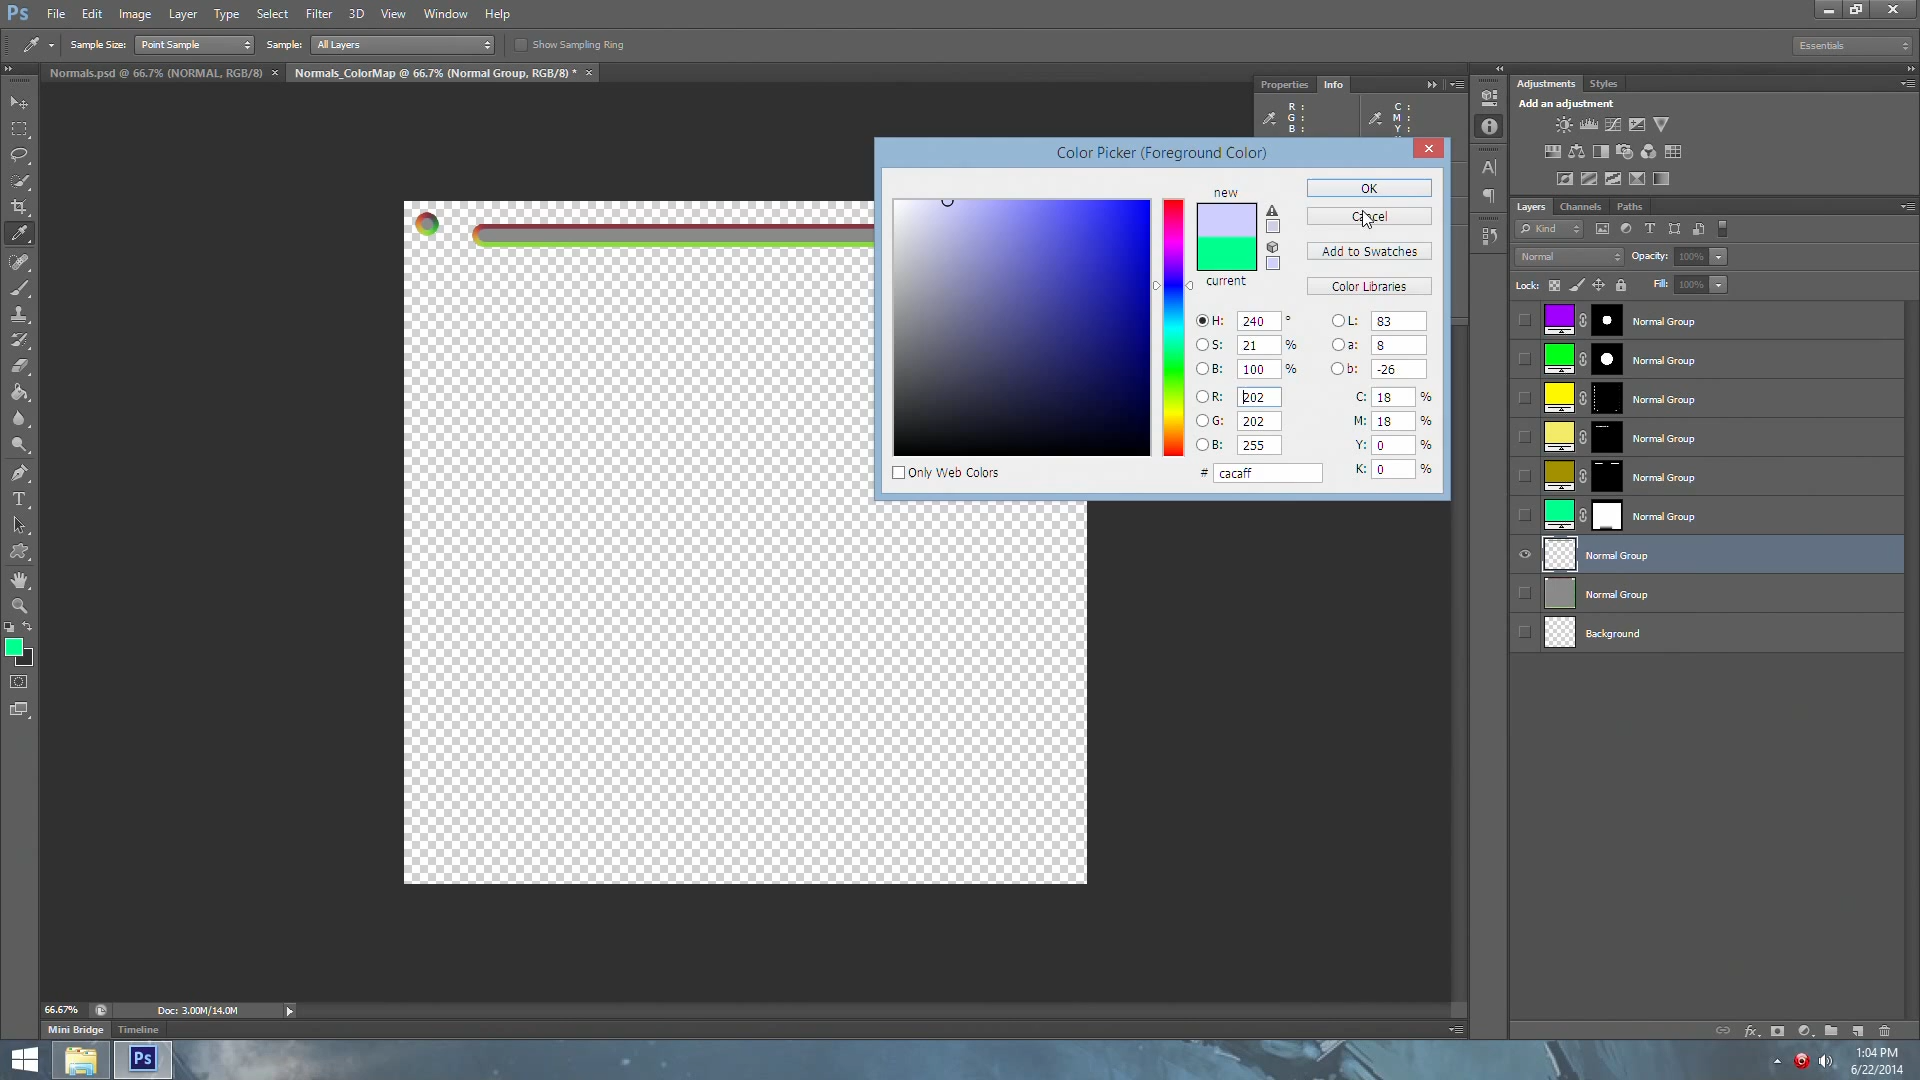 Ps File Edit Image Layer Type Select Filter 3D View Window Help
Sample Size: Point Sample Sample: All Layers Show Sampling Ring Essentials
Normals.psd @ 66.7% (NORMAL, RGB/8) × Normals_ColorMap @ 66.7% (Normal Group, RGB/8) * ×
Properties Info
R : C :
G : M :
B : Y :
Adjustments Styles
Add an adjustment
Color Picker (Foreground Color)
new
current
OK
Cancel
Add to Swatches
Color Libraries
H: 240 ° L: 83
S: 21 % a: 8
B: 100 % b: -26
R: 202 C: 18 %
G: 202 M: 18 %
B: 255 Y: 0 %
# cacaff K: 0 %
Only Web Colors
Layers Channels Paths
Kind
Normal Opacity: 100%
Lock: Fill: 100%
Normal Group
Normal Group
Normal Group
Normal Group
Normal Group
Normal Group
Normal Group
Normal Group
Background
66.67% Doc: 3.00M/14.0M
Mini Bridge Timeline
Ps
1:04 PM
6/22/2014